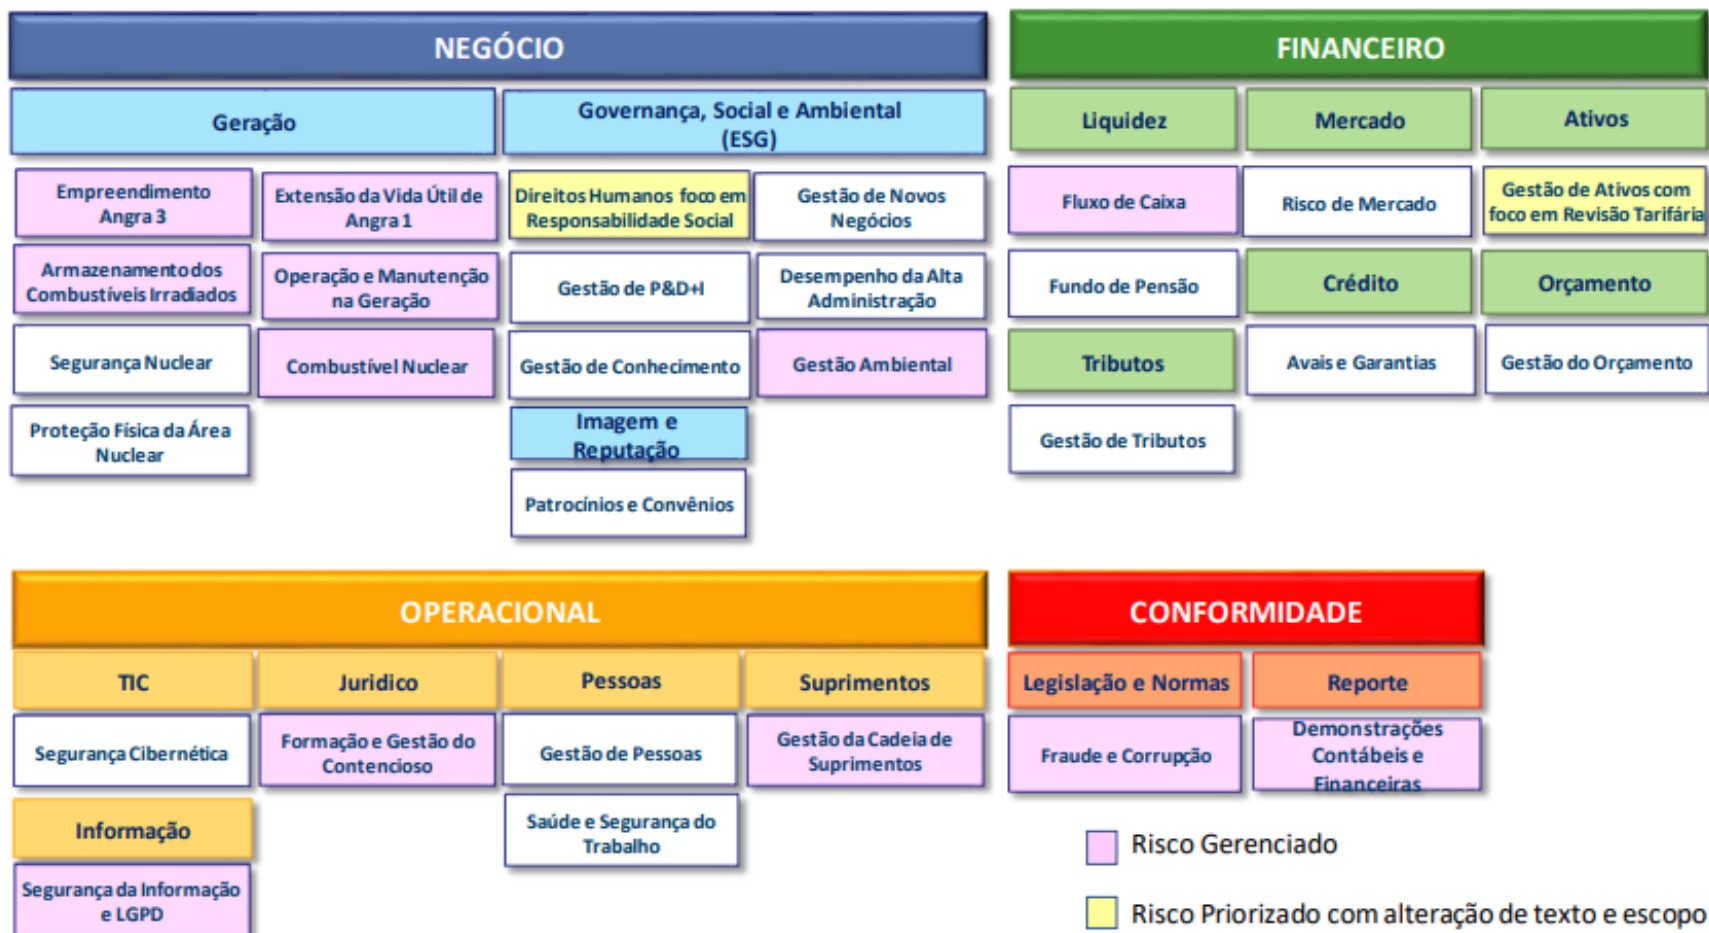 NEGÓCIO
Geração
Governança, Social e Ambiental
(ESG)
Empreendimento
Angra 3
Extensão da Vida Útil de
Angra 1
Direitos Humanos foco em
Responsabilidade Social
Gestão de Novos
Negócios
Armazenamento dos
Combustíveis Irradiados
Operação e Manutenção
na Geração
Gestão de P&D+I
Desempenho da Alta
Administração
Segurança Nuclear
Combustível Nuclear
Gestão de Conhecimento
Gestão Ambiental
Proteção Física da Área
Nuclear
Imagem e
Reputação
Patrocínios e Convênios
FINANCEIRO
Liquidez
Mercado
Ativos
Fluxo de Caixa
Risco de Mercado
Gestão de Ativos com
foco em Revisão Tarifária
Fundo de Pensão
Crédito
Orçamento
Tributos
Avais e Garantias
Gestão do Orçamento
Gestão de Tributos
OPERACIONAL
TIC
Juridico
Pessoas
Suprimentos
Segurança Cibernética
Formação e Gestão do
Contencioso
Gestão de Pessoas
Gestão da Cadeia de
Suprimentos
Informação
Saúde e Segurança do
Trabalho
Segurança da Informação
e LGPD
CONFORMIDADE
Legislação e Normas
Reporte
Fraude e Corrupção
Demonstrações
Contábeis e
Financeiras
Risco Gerenciado
Risco Priorizado com alteração de texto e escopo